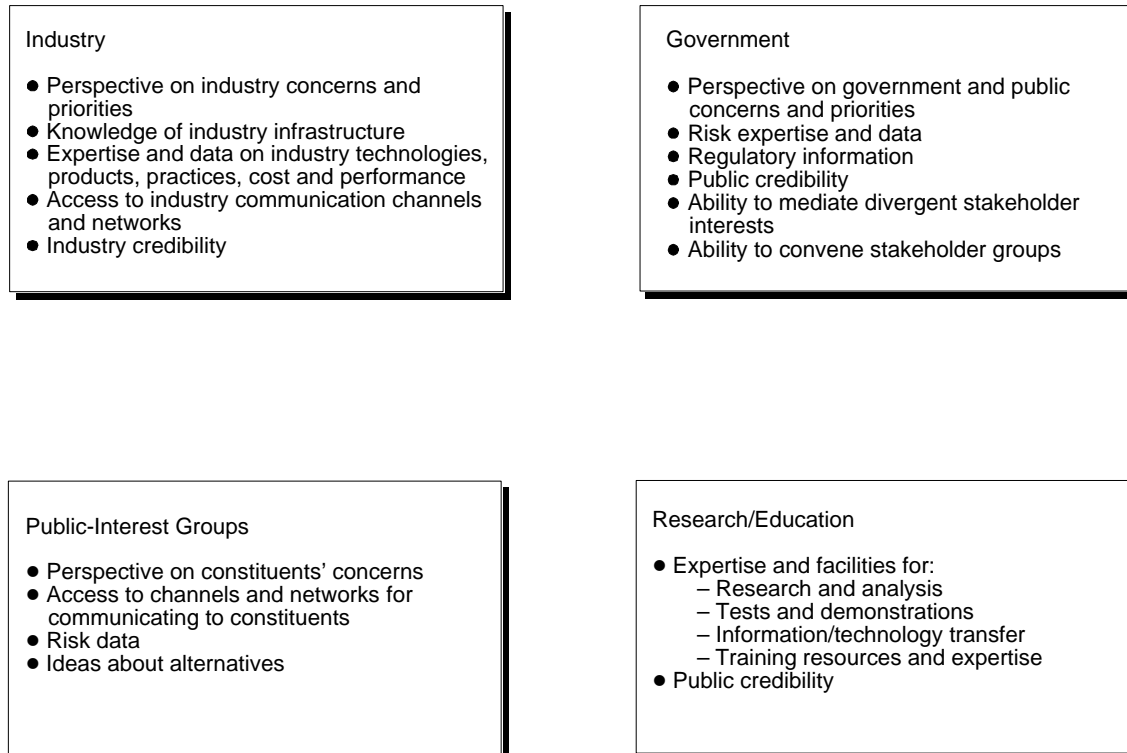 Industry
● Perspective on industry concerns and
priorities
● Knowledge of industry infrastructure
● Expertise and data on industry technologies,
products, practices, cost and performance
● Access to industry communication channels
and networks
● Industry credibility
Government
● Perspective on government and public
concerns and priorities
● Risk expertise and data
● Regulatory information
● Public credibility
● Ability to mediate divergent stakeholder
interests
● Ability to convene stakeholder groups
Public-Interest Groups
● Perspective on constituents’ concerns
● Access to channels and networks for
communicating to constituents
● Risk data
● Ideas about alternatives
Research/Education
● Expertise and facilities for:
– Research and analysis
– Tests and demonstrations
– Information/technology transfer
– Training resources and expertise
● Public credibility